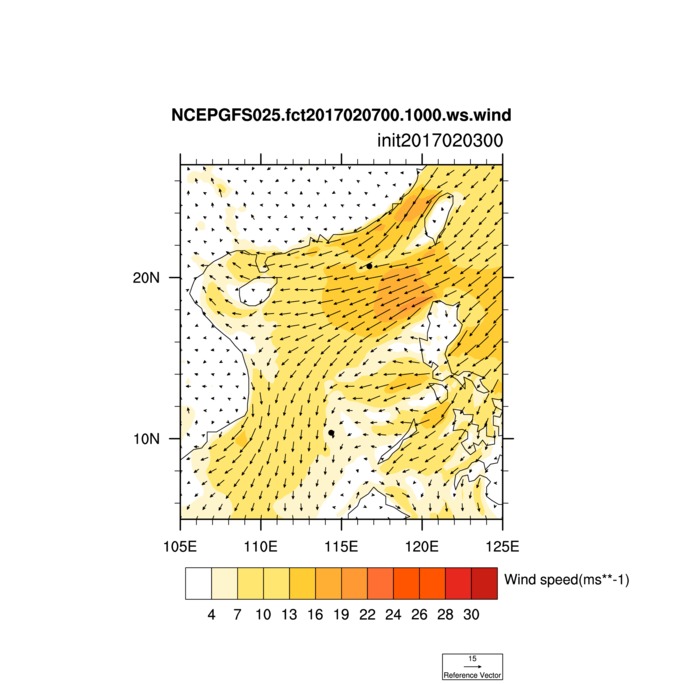 NCEPGFS025.fct2017020700.1000.ws.wind
init2017020300
20N
10N
105E 110E 115E 120E 125E
Wind speed(ms**-1)
4 7 10 13 16 19 22 24 26 28 30
15
Reference Vector